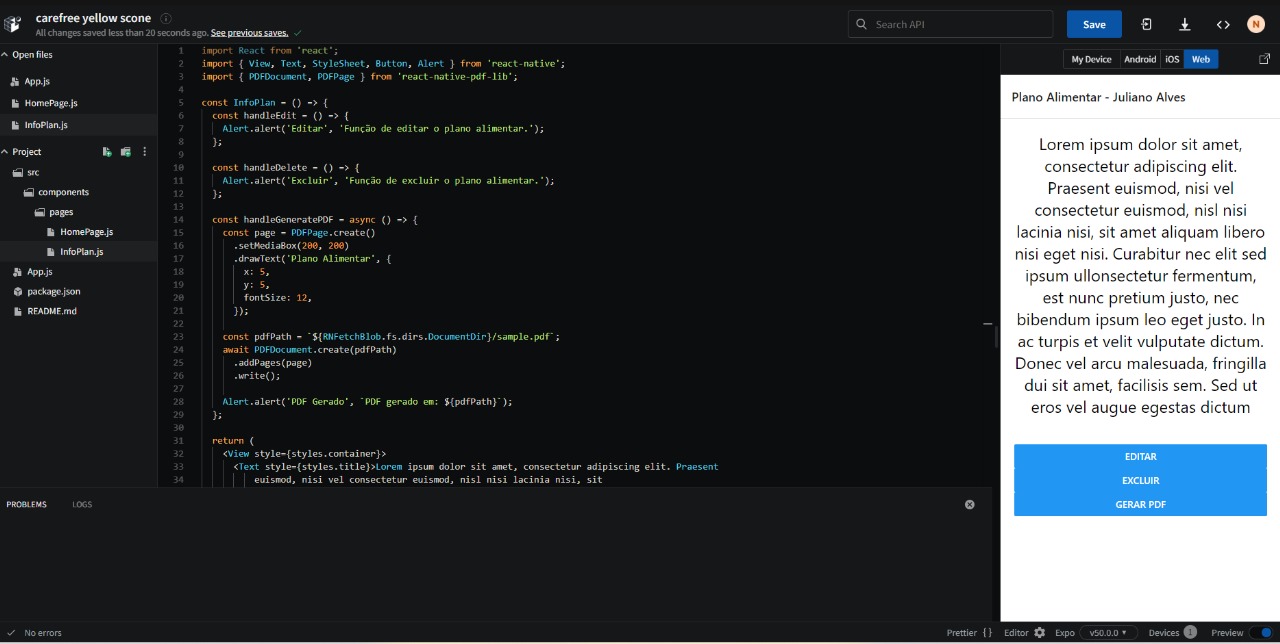 carefree yellow scone
All changes saved less than 20 seconds ago. See previous saves.
Search API
Save
N
Open files
App.js
HomePage.js
InfoPlan.js
Project
src
components
pages
HomePage.js
InfoPlan.js
App.js
package.json
README.md
1 import React from 'react';
2 import { View, Text, StyleSheet, Button, Alert } from 'react-native';
3 import { PDFDocument, PDFPage } from 'react-native-pdf-lib';
4
5 const InfoPlan = () => {
6 const handleEdit = () => {
7 Alert.alert('Editar', 'Função de editar o plano alimentar.');
8 };
9
10 const handleDelete = () => {
11 Alert.alert('Excluir', 'Função de excluir o plano alimentar.');
12 };
13
14 const handleGeneratePDF = async () => {
15 const page = PDFPage.create()
16 .setMediaBox(200, 200)
17 .drawText('Plano Alimentar', {
18 x: 5,
19 y: 5,
20 fontSize: 12,
21 });
22
23 const pdfPath = `${RNFetchBlob.fs.dirs.DocumentDir}/sample.pdf`;
24 await PDFDocument.create(pdfPath)
25 .addPages(page)
26 .write();
27
28 Alert.alert('PDF Gerado', `PDF gerado em: ${pdfPath}`);
29 };
30
31 return (
32 <View style={styles.container}>
33 <Text style={styles.title}>Lorem ipsum dolor sit amet, consectetur adipiscing elit. Praesent
34 euismod, nisi vel consectetur euismod, nisl nisi lacinia nisi, sit
My Device Android iOS Web
Plano Alimentar - Juliano Alves
Lorem ipsum dolor sit amet,
consectetur adipiscing elit.
Praesent euismod, nisi vel
consectetur euismod, nisl nisi
lacinia nisi, sit amet aliquam libero
nisi eget nisi. Curabitur nec elit sed
ipsum ullonsectetur fermentum,
est nunc pretium justo, nec
bibendum ipsum leo eget justo. In
ac turpis et velit vulputate dictum.
Donec vel arcu malesuada, fringilla
dui sit amet, facilisis sem. Sed ut
eros vel augue egestas dictum
EDITAR
EXCLUIR
GERAR PDF
PROBLEMS LOGS
No errors
Prettier {} Editor Expo v50.0.0 Devices 1 Preview